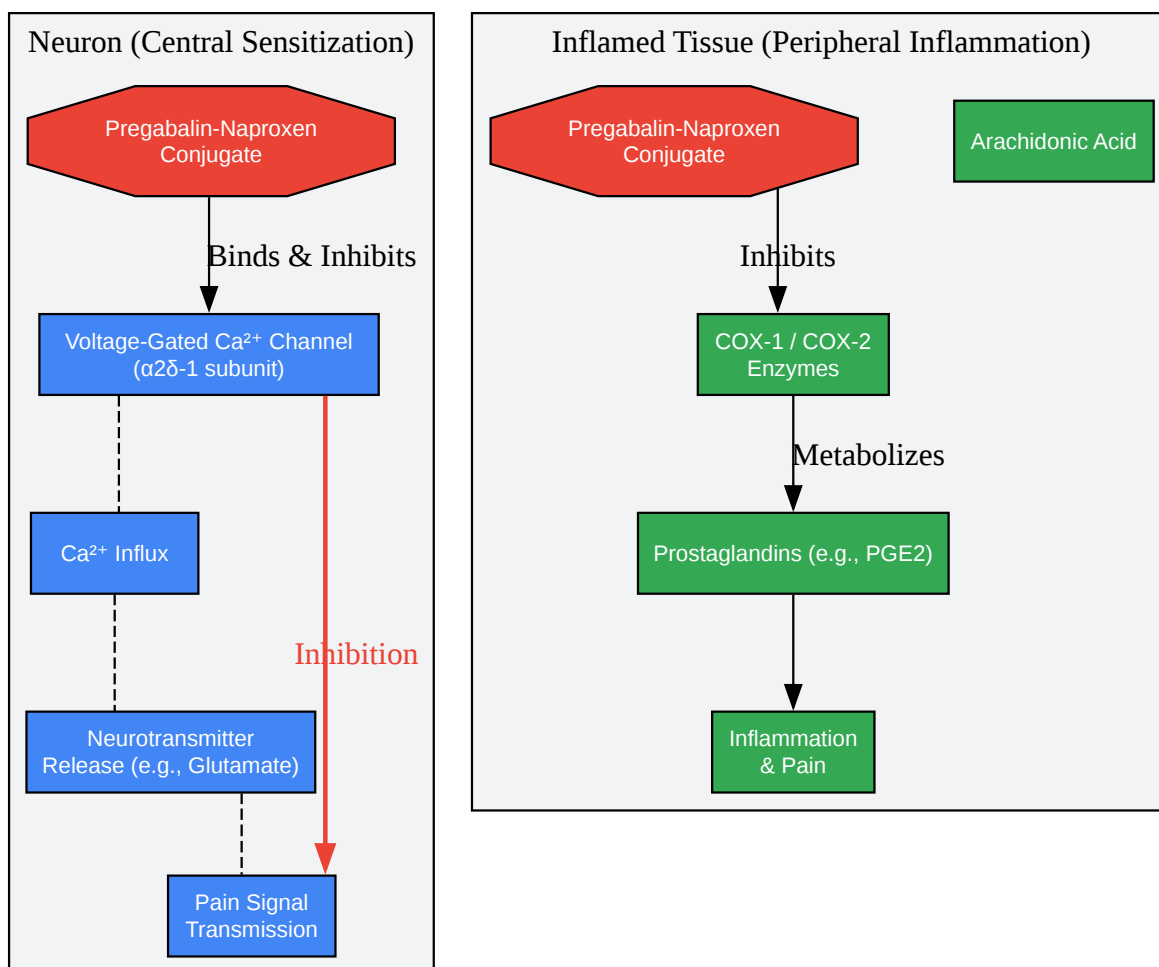 Neuron (Central Sensitization)
Pregabalin-Naproxen
Conjugate
Binds & Inhibits
Voltage-Gated Ca²⁺ Channel
(α2δ-1 subunit)
Ca²⁺ Influx
Inhibition
Neurotransmitter
Release (e.g., Glutamate)
Pain Signal
Transmission
Inflamed Tissue (Peripheral Inflammation)
Pregabalin-Naproxen
Conjugate
Arachidonic Acid
Inhibits
COX-1 / COX-2
Enzymes
Metabolizes
Prostaglandins (e.g., PGE2)
Inflammation
& Pain